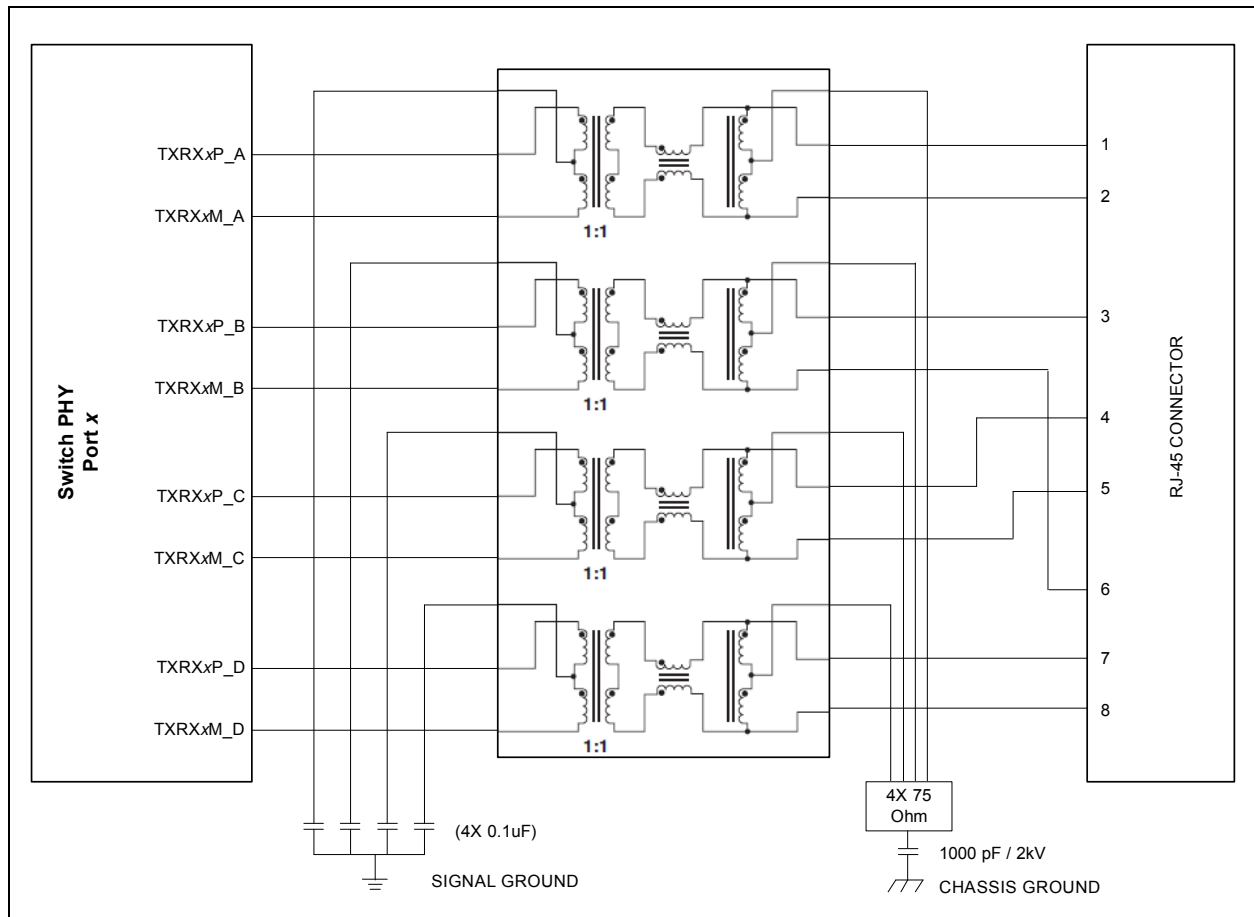 Switch PHY
Port x
TXRXxP_A
TXRXxM_A
TXRXxP_B
TXRXxM_B
TXRXxP_C
TXRXxM_C
TXRXxP_D
TXRXxM_D
1:1
1:1
1:1
1:1
1
2
3
4
5
6
7
8
RJ-45 CONNECTOR
(4X 0.1uF)
SIGNAL GROUND
4X 75
Ohm
1000 pF / 2kV
CHASSIS GROUND